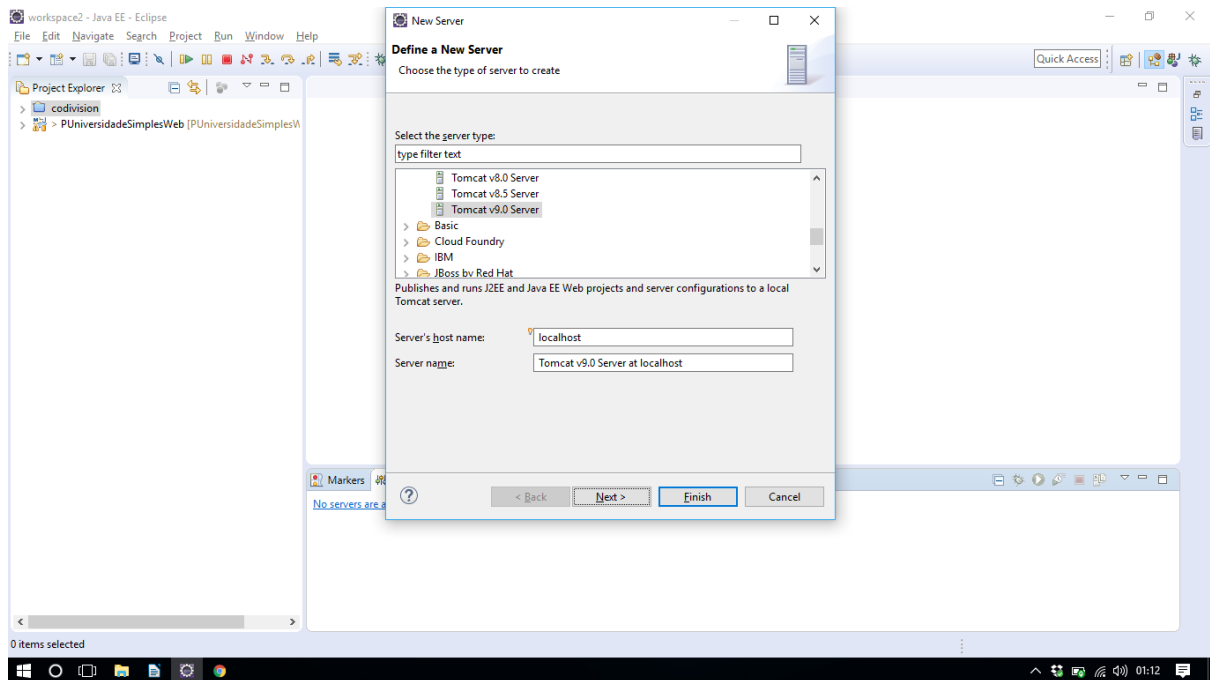 workspace2 - Java EE - Eclipse
File Edit Navigate Search Project Run Window Help
Quick Access
Project Explorer
codivision
> PUniversidadeSimplesWeb [PUniversidadeSimplesW
New Server
Define a New Server
Choose the type of server to create
Select the server type:
type filter text
Tomcat v8.0 Server
Tomcat v8.5 Server
Tomcat v9.0 Server
Basic
Cloud Foundry
IBM
JBoss by Red Hat
Publishes and runs J2EE and Java EE Web projects and server configurations to a local
Tomcat server.
Server's host name: localhost
Server name: Tomcat v9.0 Server at localhost
? < Back Next > Finish Cancel
Markers
No servers are a
0 items selected
01:12